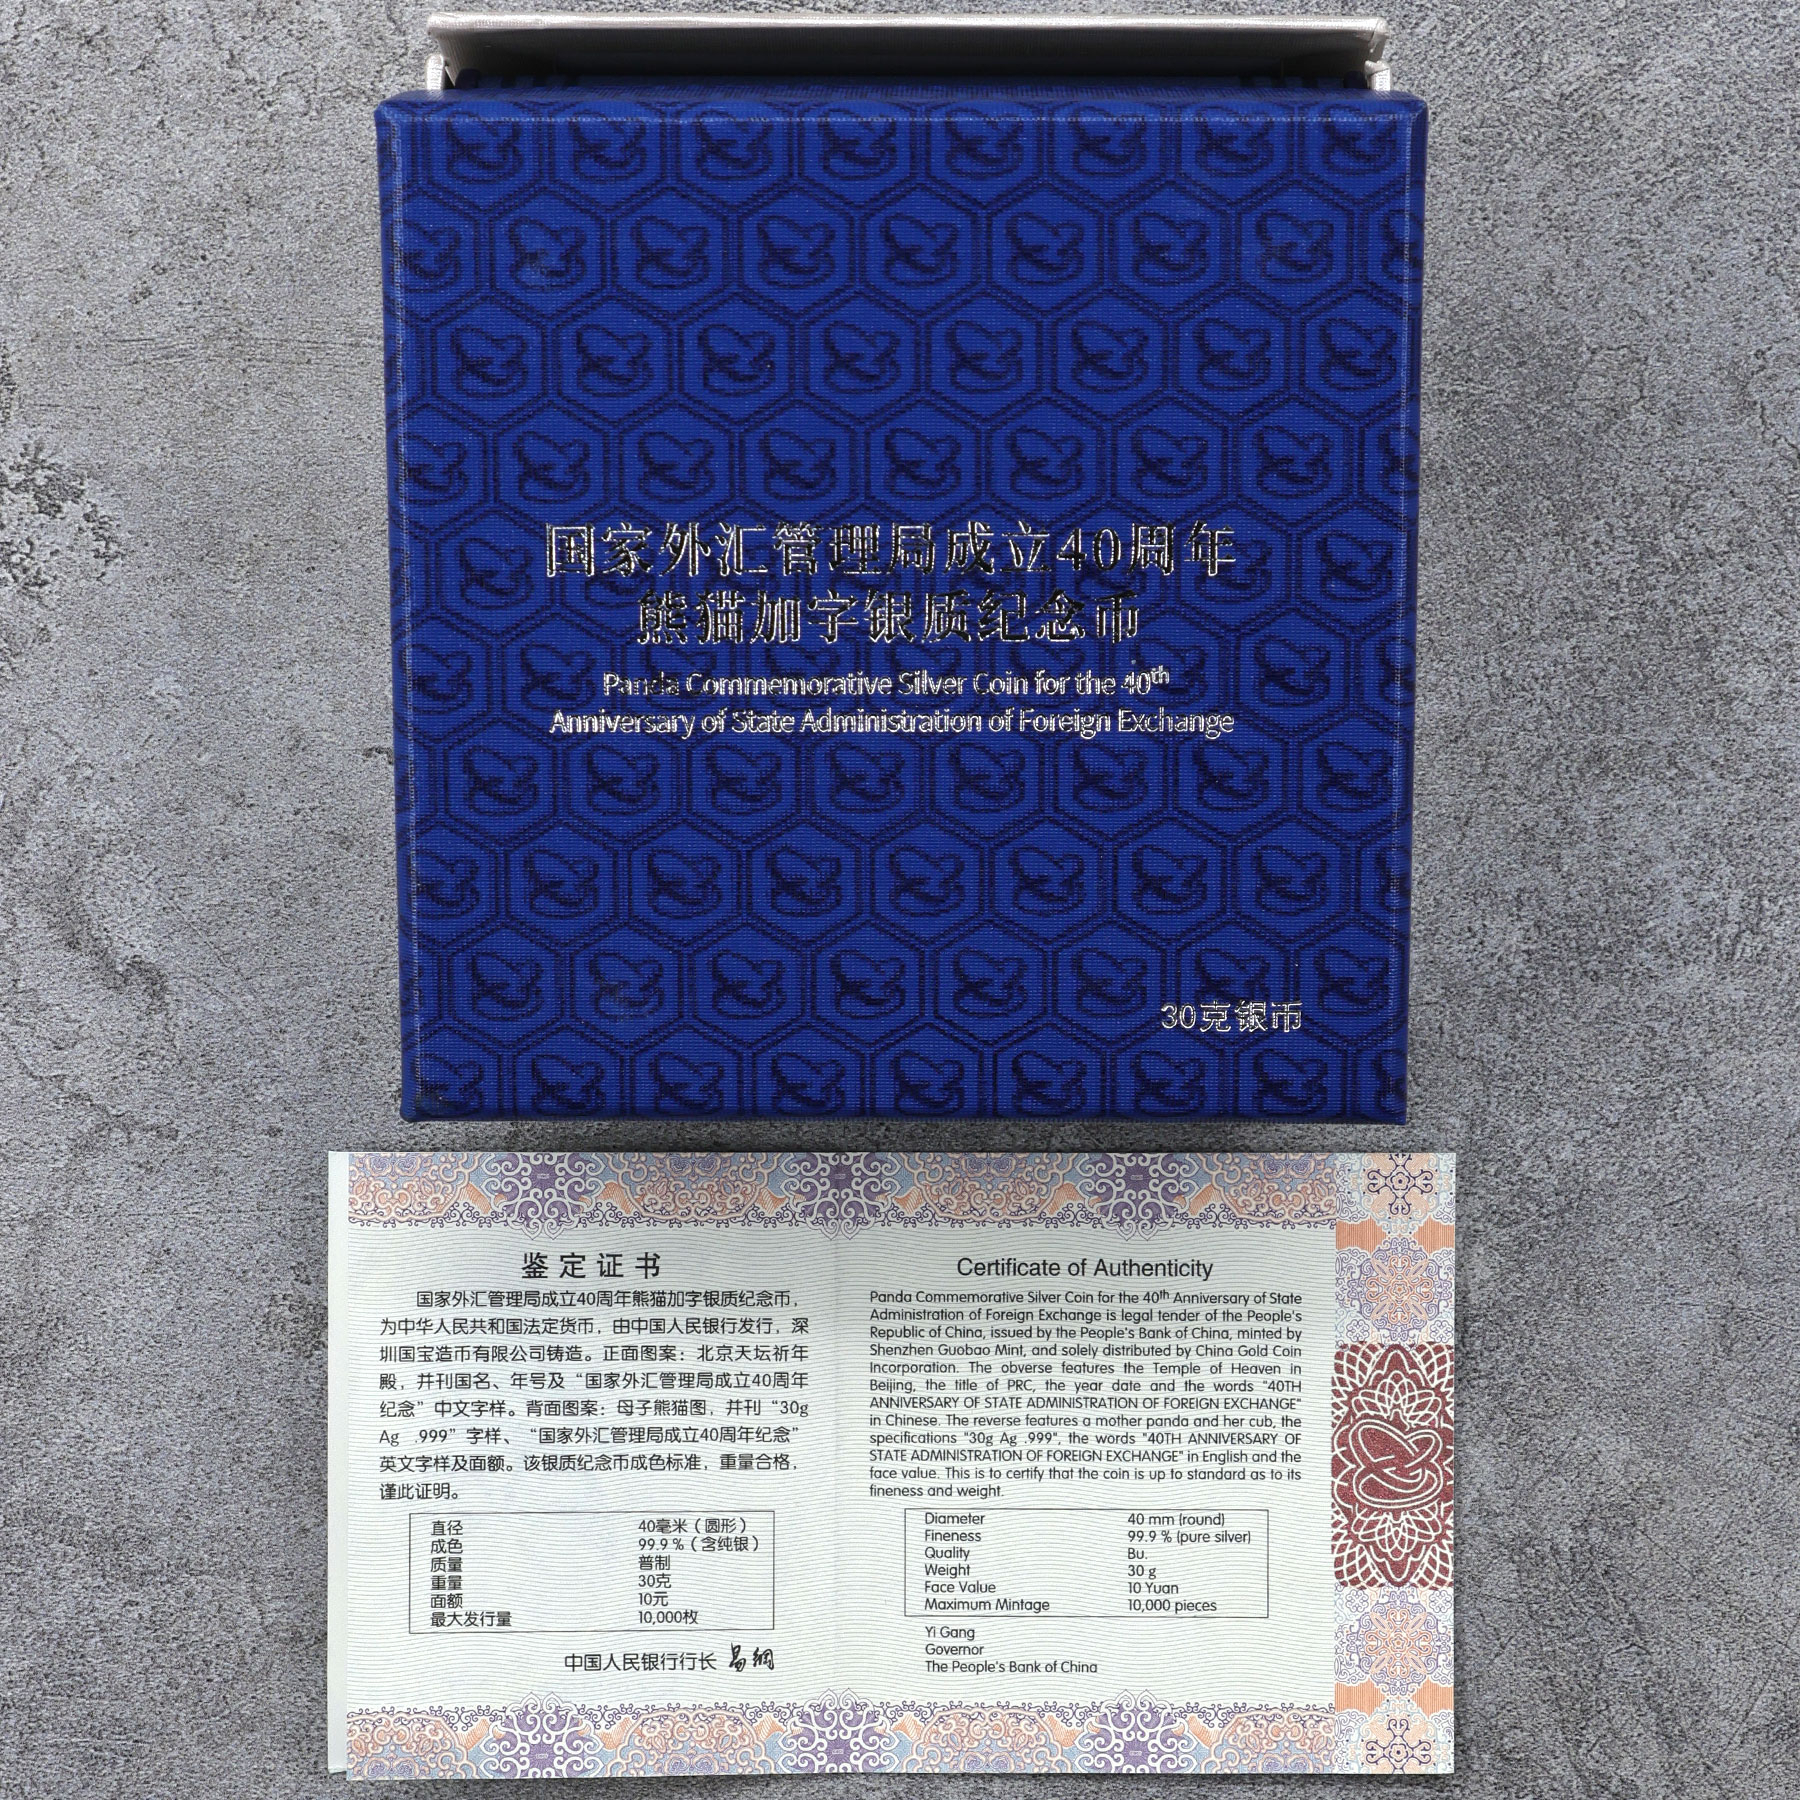 国家外汇管理局成立40周年
熊猫加字银质纪念币
Panda Commemorative Silver Coin for the 40th
Anniversary of State Administration of Foreign Exchange
30克银币
鉴定证书
国家外汇管理局成立40周年熊猫加字银质纪念币，
为中华人民共和国法定货币，由中国人民银行发行，深
圳国宝造币有限公司铸造。正面图案：北京天坛祈年
殿，并刊国名、年号及“国家外汇管理局成立40周年
纪念”中文字样。背面图案：母子熊猫图，并刊“30g
Ag .999”字样、“国家外汇管理局成立40周年纪念”
英文字样及面额。该银质纪念币成色标准，重量合格，
谨此证明。
直径 40毫米（圆形）
成色 99.9％（含纯银）
质量 普制
重量 30克
面额 10元
最大发行量 10,000枚
中国人民银行行长 易纲
Certificate of Authenticity
Panda Commemorative Silver Coin for the 40th Anniversary of State
Administration of Foreign Exchange is legal tender of the People's
Republic of China, issued by the People's Bank of China, minted by
Shenzhen Guobao Mint, and solely distributed by China Gold Coin
Incorporation. The obverse features the Temple of Heaven in
Beijing, the title of PRC, the year date and the words "40TH
ANNIVERSARY OF STATE ADMINISTRATION OF FOREIGN EXCHANGE"
in Chinese. The reverse features a mother panda and her cub, the
specifications "30g Ag .999", the words "40TH ANNIVERSARY OF
STATE ADMINISTRATION OF FOREIGN EXCHANGE" in English and the
face value. This is to certify that the coin is up to standard as to its
fineness and weight.
Diameter 40 mm (round)
Fineness 99.9 % (pure silver)
Quality Bu.
Weight 30 g
Face Value 10 Yuan
Maximum Mintage 10,000 pieces
Yi Gang
Governor
The People's Bank of China